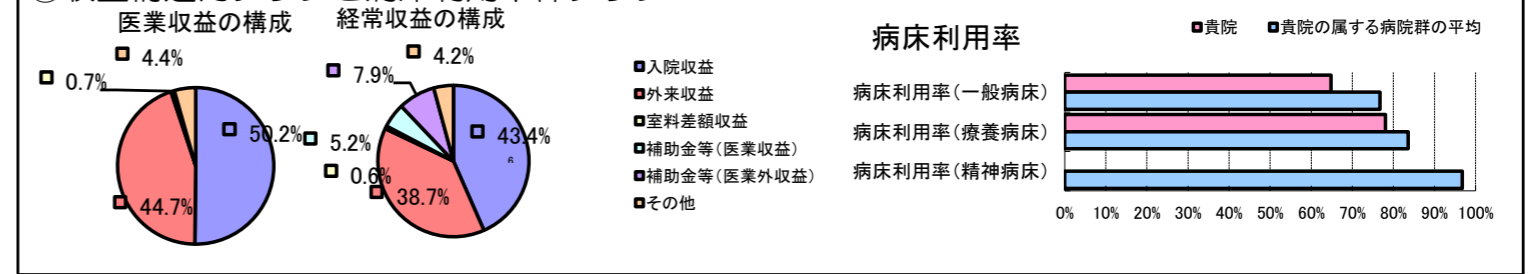 医業収益の構成
4.4%
0.7%
50.2%
44.7%
経常収益の構成
4.2%
7.9%
5.2%
0.6%
43.4%
38.7%
入院収益
外来収益
室料差額収益
補助金等(医業収益)
補助金等(医業外収益)
その他
病床利用率
貴院 貴院の属する病院群の平均
病床利用率(一般病床)
病床利用率(療養病床)
病床利用率(精神病床)
0% 10% 20% 30% 40% 50% 60% 70% 80% 90% 100%